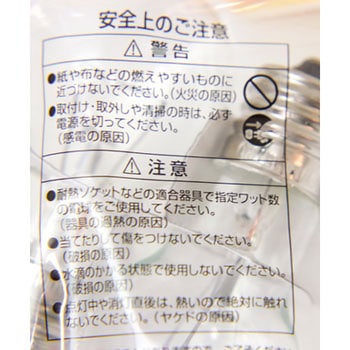 安全上のご注意
⚠警告
●紙や布などの燃えやすいものに
近づけないでください。(火災の原因)
●取付け・取外しや清掃の時は、必ず
電源を切ってください。
(感電の原因)
⚠注意
●耐熱ソケットなどの適合器具で指定ワット数
の電球をご使用してください。
(器具の過熱の原因)
●当てたりして傷をつけないでください。
(破損の原因)
●水滴のかかる状態で使用しないでください。
(破損の原因)
●点灯中や消灯直後は、熱いので絶対に触れ
ないでください。(ヤケドの原因)